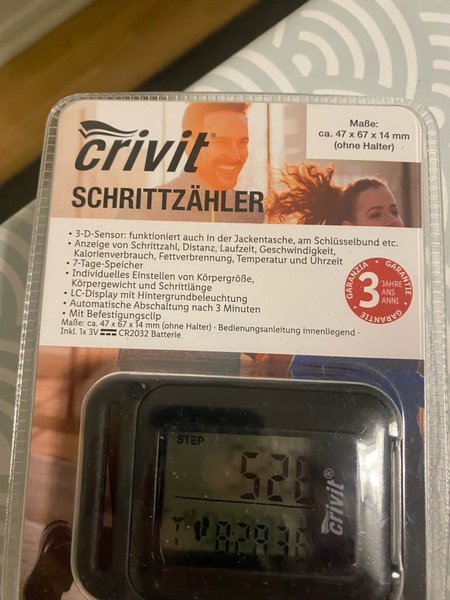 Maße:
ca. 47 x 67 x 14 mm
(ohne Halter)
crivit®
SCHRITTZÄHLER
• 3-D-Sensor: funktioniert auch in der Jackentasche, am Schlüsselbund etc.
• Anzeige von Schrittzahl, Distanz, Laufzeit, Geschwindigkeit,
Kalorienverbrauch, Fettverbrennung, Temperatur und Uhrzeit
• 7-Tage-Speicher
• Individuelles Einstellen von Körpergröße,
Körpergewicht und Schrittlänge
• LC-Display mit Hintergrundbeleuchtung
• Automatische Abschaltung nach 3 Minuten
• Mit Befestigungsclip
Maße: ca. 47 x 67 x 14 mm (ohne Halter) · Bedienungsanleitung innenliegend ·
Inkl. 1x 3V CR2032 Batterie
GARANTIE
GARANZIA
GARANTIE
3 JAHRE
ANS
ANNI
STEP
crivit®